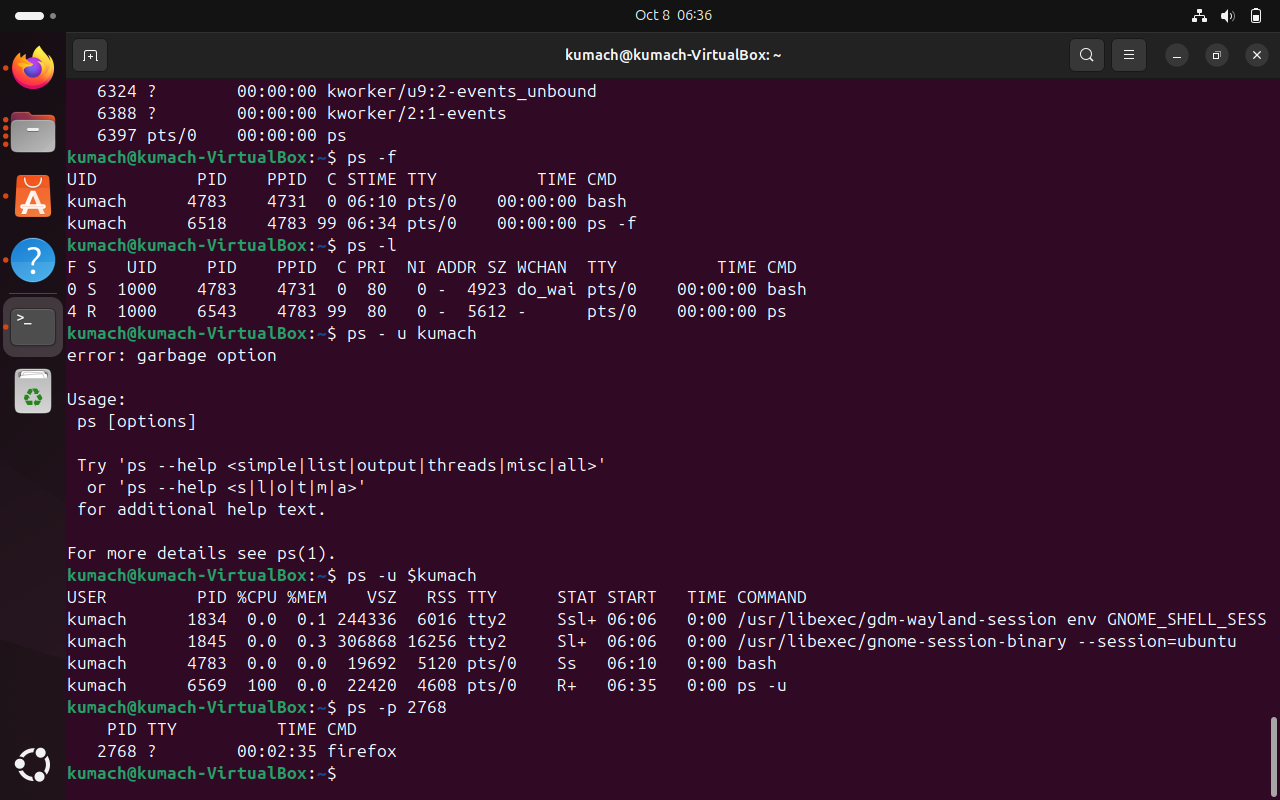 Oct 8 06:36
kumach@kumach-VirtualBox: ~
   6324 ?        00:00:00 kworker/u9:2-events_unbound
   6388 ?        00:00:00 kworker/2:1-events
   6397 pts/0    00:00:00 ps
kumach@kumach-VirtualBox:~$ ps -f
UID          PID    PPID  C STIME TTY          TIME CMD
kumach      4783    4731  0 06:10 pts/0    00:00:00 bash
kumach      6518    4783 99 06:34 pts/0    00:00:00 ps -f
kumach@kumach-VirtualBox:~$ ps -l
F S   UID     PID    PPID  C PRI  NI ADDR SZ WCHAN  TTY          TIME CMD
0 S  1000    4783    4731  0  80   0 -  4923 do_wai pts/0    00:00:00 bash
4 R  1000    6543    4783 99  80   0 -  5612 -      pts/0    00:00:00 ps
kumach@kumach-VirtualBox:~$ ps - u kumach
error: garbage option

Usage:
 ps [options]

 Try 'ps --help <simple|list|output|threads|misc|all>'
  or 'ps --help <s|l|o|t|m|a>'
 for additional help text.

For more details see ps(1).
kumach@kumach-VirtualBox:~$ ps -u $kumach
USER         PID %CPU %MEM    VSZ   RSS TTY      STAT START   TIME COMMAND
kumach      1834  0.0  0.1 244336  6016 tty2     Ssl+ 06:06   0:00 /usr/libexec/gdm-wayland-session env GNOME_SHELL_SESS
kumach      1845  0.0  0.3 306868 16256 tty2     Sl+  06:06   0:00 /usr/libexec/gnome-session-binary --session=ubuntu
kumach      4783  0.0  0.0  19692  5120 pts/0    Ss   06:10   0:00 bash
kumach      6569  100  0.0  22420  4608 pts/0    R+   06:35   0:00 ps -u
kumach@kumach-VirtualBox:~$ ps -p 2768
    PID TTY          TIME CMD
   2768 ?        00:02:35 firefox
kumach@kumach-VirtualBox:~$